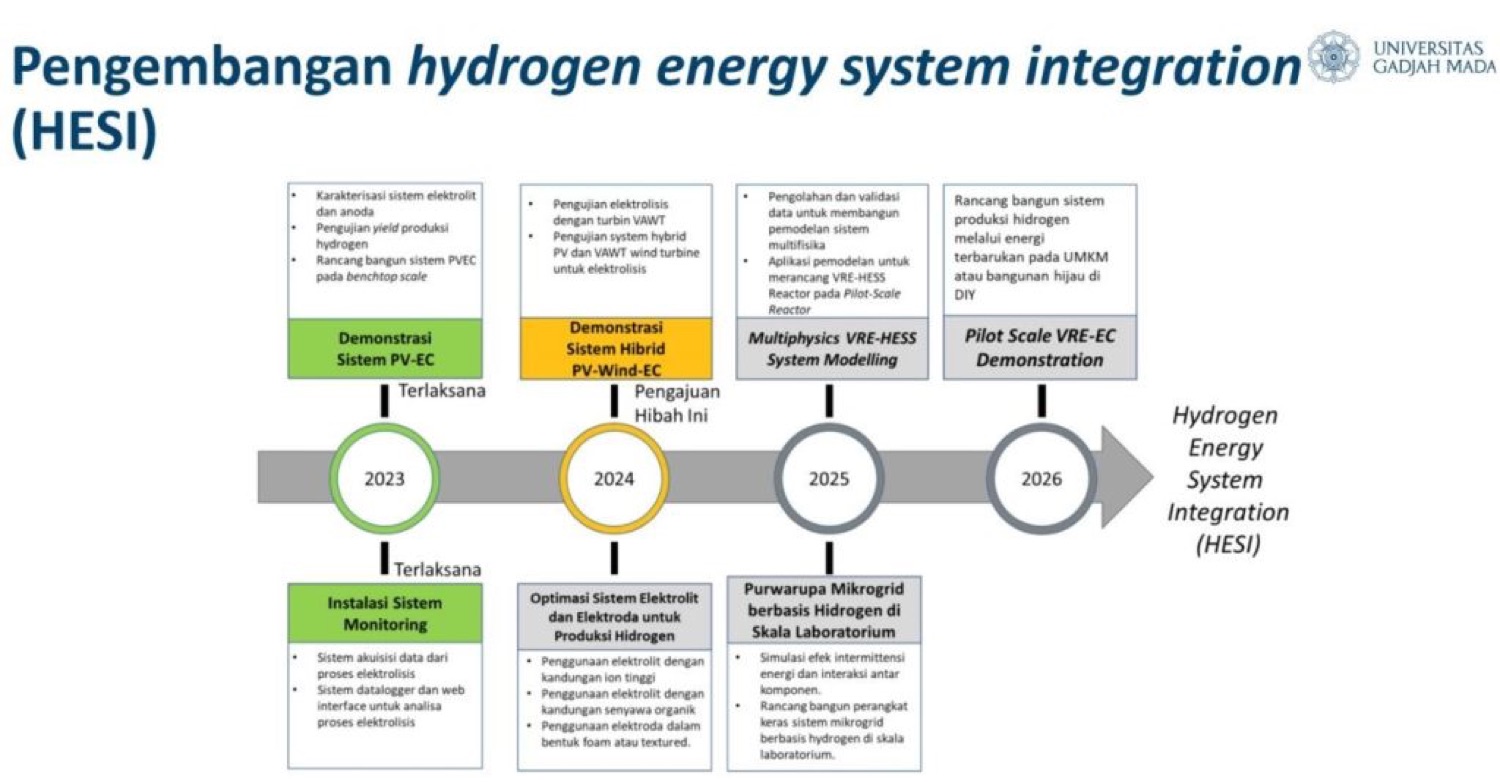 Pengembangan hydrogen energy system integration
(HESI)
UNIVERSITAS
GADJAH MADA
• Karakterisasi sistem elektrolit
dan anoda
• Pengujian yield produksi
hydrogen
• Rancang bangun sistem PVEC
pada benchtop scale
Demonstrasi
Sistem PV-EC
Terlaksana
• Pengujian elektrolisis
dengan turbin VAWT
• Pengujian system hybrid
PV dan VAWT wind turbine
untuk elektrolisis
Demonstrasi
Sistem Hibrid
PV-Wind-EC
Pengajuan
Hibah Ini
• Pengolahan dan validasi
data untuk membangun
pemodelan sistem
multifisika
• Aplikasi pemodelan untuk
merancang VRE-HESS
Reactor pada Pilot-Scale
Reactor
Multiphysics VRE-HESS
System Modelling
Rancang bangun sistem
produksi hidrogen
melalui energi
terbarukan pada UMKM
atau bangunan hijau di
DIY
Pilot Scale VRE-EC
Demonstration
2023
2024
2025
2026
Hydrogen
Energy
System
Integration
(HESI)
Terlaksana
Instalasi Sistem
Monitoring
• Sistem akuisisi data dari
proses elektrolisis
• Sistem datalogger dan web
interface untuk analisa
proses elektrolisis
Optimasi Sistem Elektrolit
dan Elektroda untuk
Produksi Hidrogen
• Penggunaan elektrolit dengan
kandungan ion tinggi
• Penggunaan elektrolit dengan
kandungan senyawa organik
• Penggunaan elektroda dalam
bentuk foam atau textured.
Purwarupa Mikrogrid
berbasis Hidrogen di
Skala Laboratorium
• Simulasi efek intermittensi
energi dan interaksi antar
komponen.
• Rancang bangun perangkat
keras sistem mikrogrid
berbasis hydrogen di skala
laboratorium.